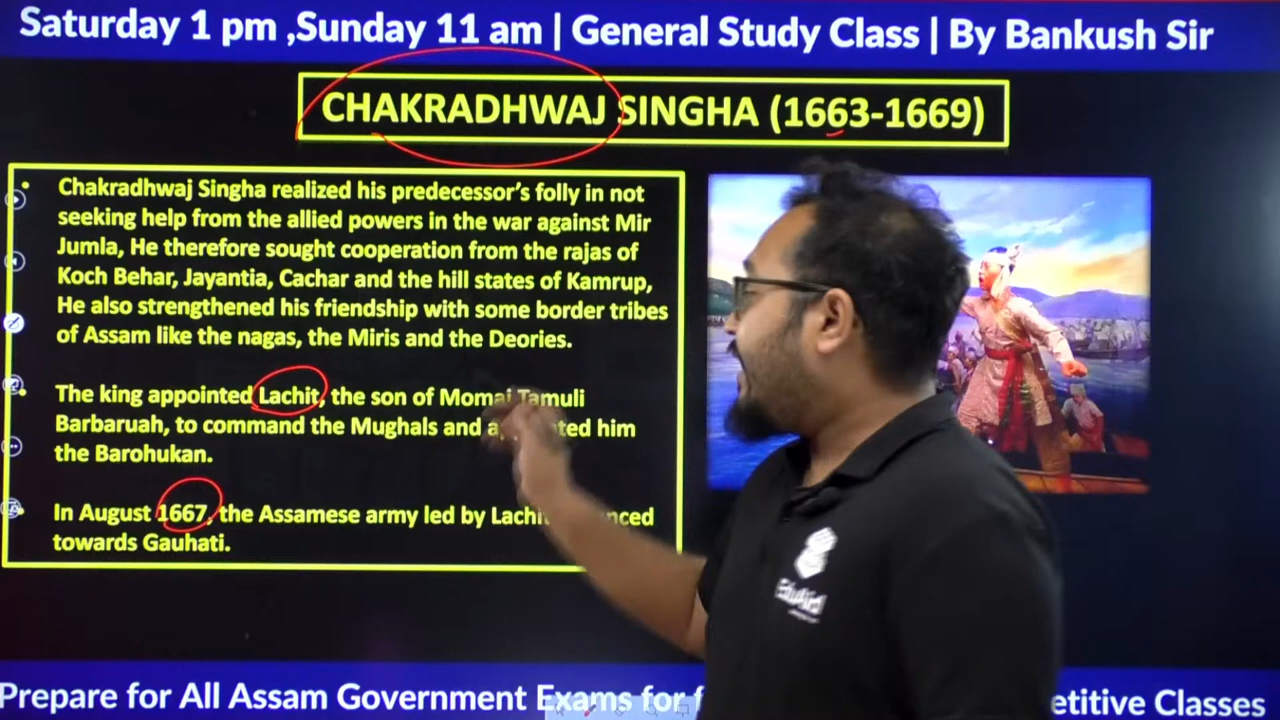 Saturday 1 pm ,Sunday 11 am | General Study Class | By Bankush Sir
CHAKRADHWAJ SINGHA (1663-1669)
Chakradhwaj Singha realized his predecessor's folly in not
seeking help from the allied powers in the war against Mir
Jumla, He therefore sought cooperation from the rajas of
Koch Behar, Jayantia, Cachar and the hill states of Kamrup,
He also strengthened his friendship with some border tribes
of Assam like the nagas, the Miris and the Deories.
The king appointed Lachit, the son of Momai Tamuli
Barbaruah, to command the Mughals and him
the Barohukan.
In August 1667, the Assamese army led by Lachit
towards Gauhati.
Prepare for All Assam Government Exams for Classes